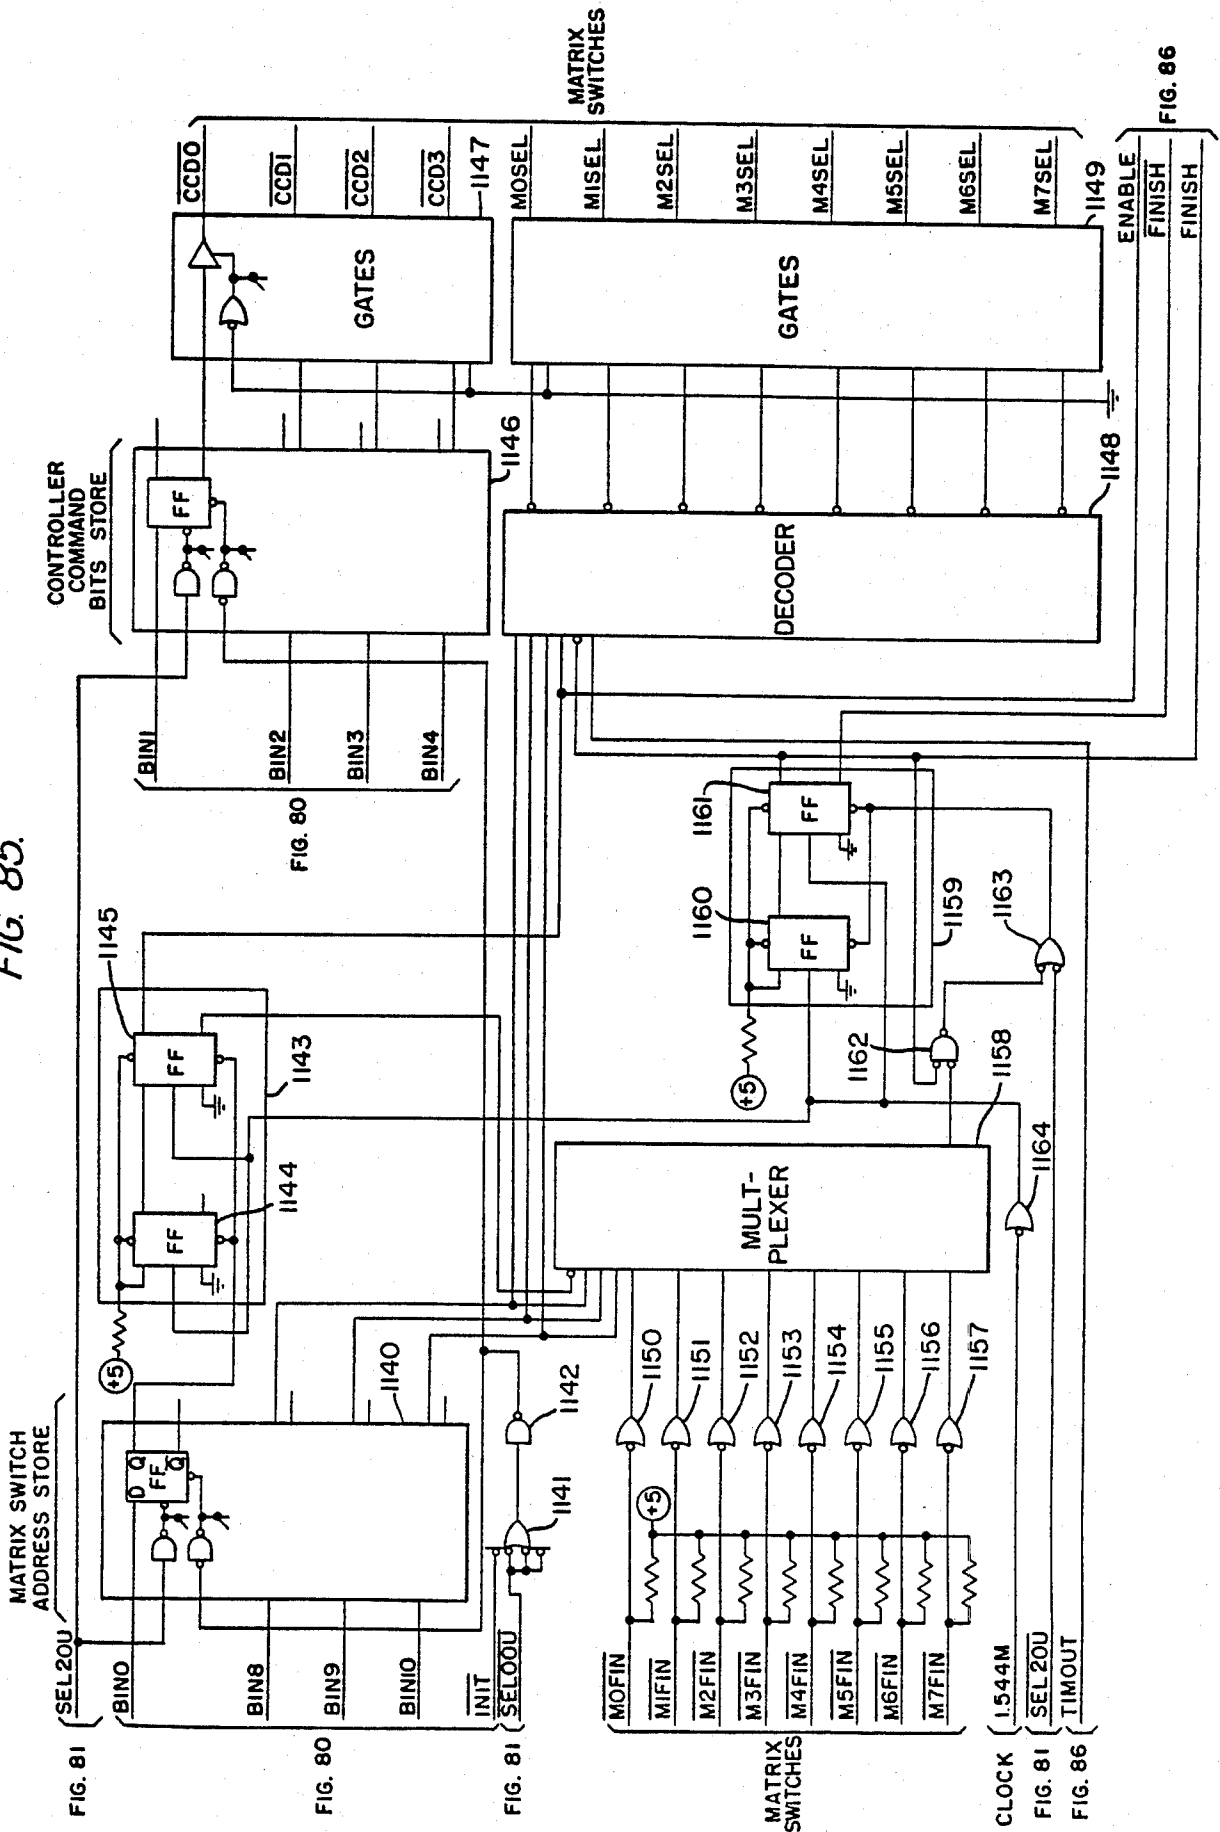 FIG. 85.
MATRIX SWITCH
ADDRESS STORE
CONTROLLER
COMMAND
BITS STORE
FIG. 81
SEL20U
FIG. 80
BIN0
BIN8
BIN9
BIN10
INIT
FIG. 81
SEL00U
D
Q
FF
Q
1140
1141
1142
+5
FF
1144
FF
1145
1143
FIG. 80
BIN1
BIN2
BIN3
BIN4
FF
1146
GATES
1147
CCD0
CCD1
CCD2
CCD3
MATRIX
SWITCHES
DECODER
1148
GATES
1149
M0SEL
M1SEL
M2SEL
M3SEL
M4SEL
M5SEL
M6SEL
M7SEL
ENABLE
FINISH
FINISH
FIG. 86
MATRIX
SWITCHES
M0FIN
M1FIN
M2FIN
M3FIN
M4FIN
M5FIN
M6FIN
M7FIN
+5
1150
1151
1152
1153
1154
1155
1156
1157
MULT-
PLEXER
1158
+5
FF
1160
FF
1161
1159
1162
1163
1164
CLOCK
1.544M
FIG. 81
SEL20U
FIG. 86
TIMOUT